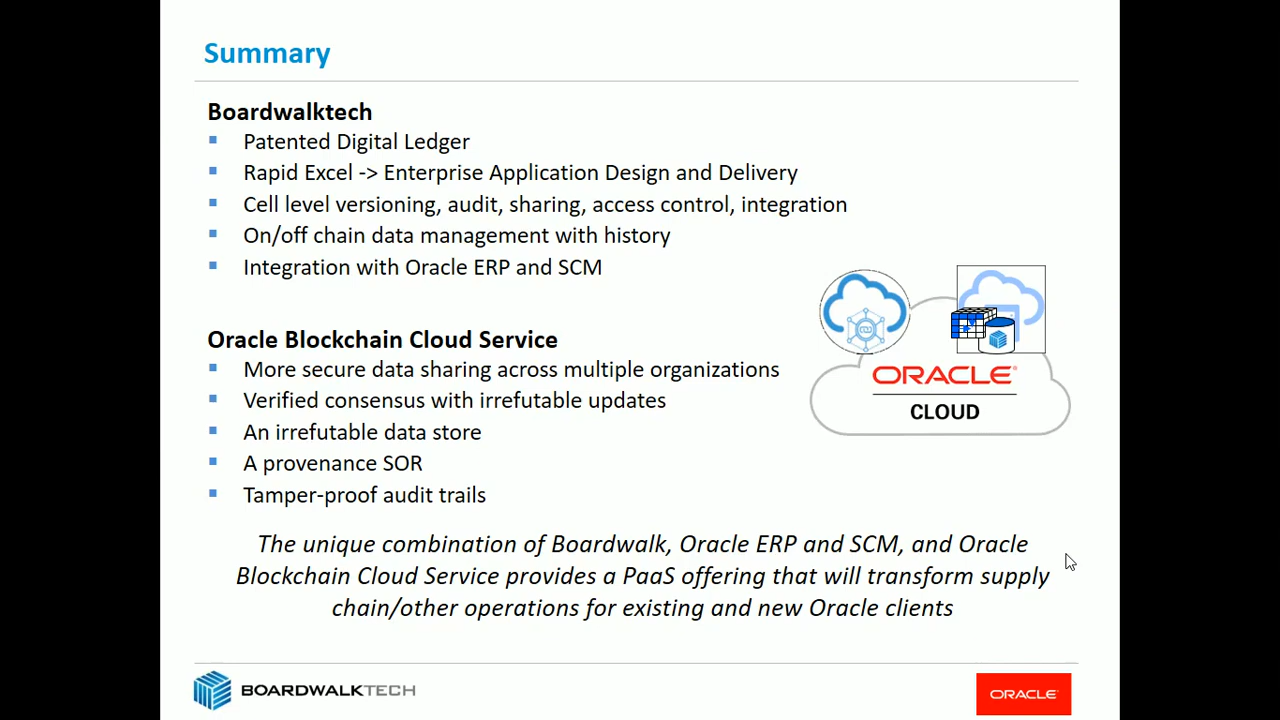 Summary
Boardwalktech
Patented Digital Ledger
Rapid Excel -> Enterprise Application Design and Delivery
Cell level versioning, audit, sharing, access control, integration
On/off chain data management with history
Integration with Oracle ERP and SCM
Oracle Blockchain Cloud Service
More secure data sharing across multiple organizations
Verified consensus with irrefutable updates
An irrefutable data store
A provenance SOR
Tamper-proof audit trails
ORACLE®
CLOUD
The unique combination of Boardwalk, Oracle ERP and SCM, and Oracle
Blockchain Cloud Service provides a PaaS offering that will transform supply
chain/other operations for existing and new Oracle clients
BOARDWALKTECH
ORACLE®